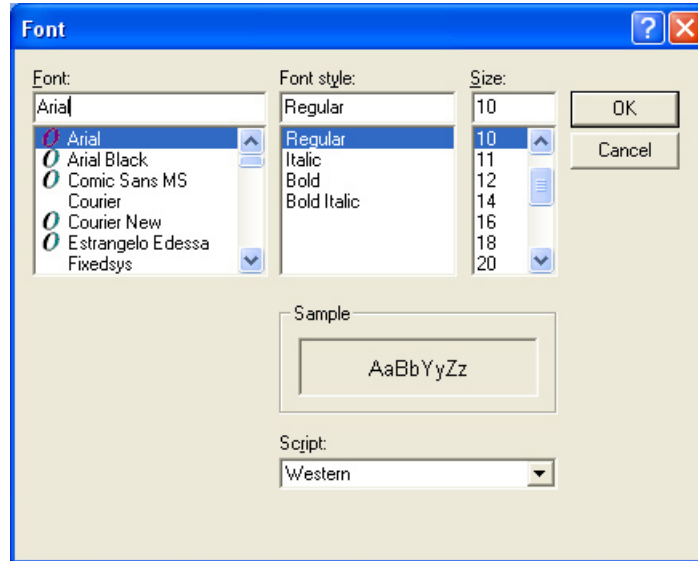 Font
Font:
Arial
Arial
Arial Black
Comic Sans MS
Courier
Courier New
Estrangelo Edessa
Fixedsys
Font style:
Regular
Regular
Italic
Bold
Bold Italic
Size:
10
10
11
12
14
16
18
20
OK
Cancel
Sample
AaBbYyZz
Script:
Western